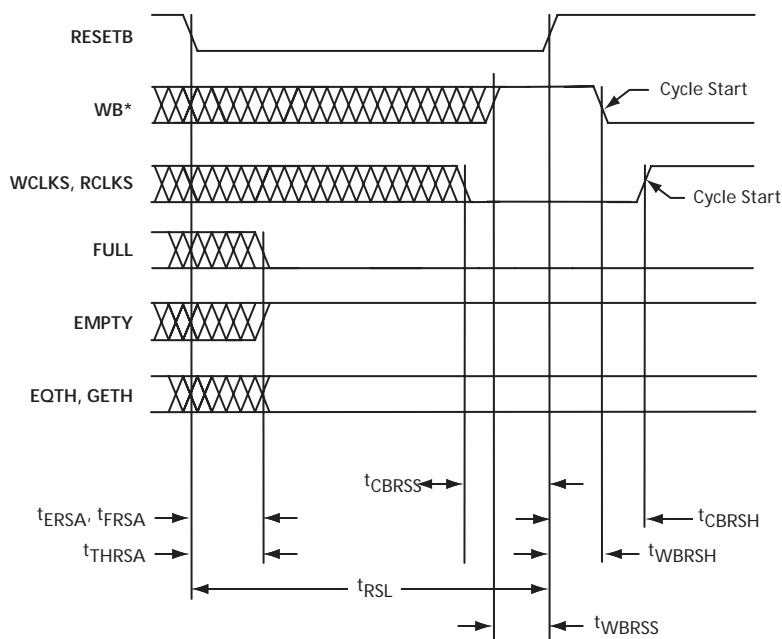 RESETB
WB*
Cycle Start
WCLKS, RCLKS
Cycle Start
FULL
EMPTY
EQTH, GETH
tCBRSS
tERSA, tFRSA
tCBRSH
tTHRSA
tWBRSH
tRSL
tWBRSS